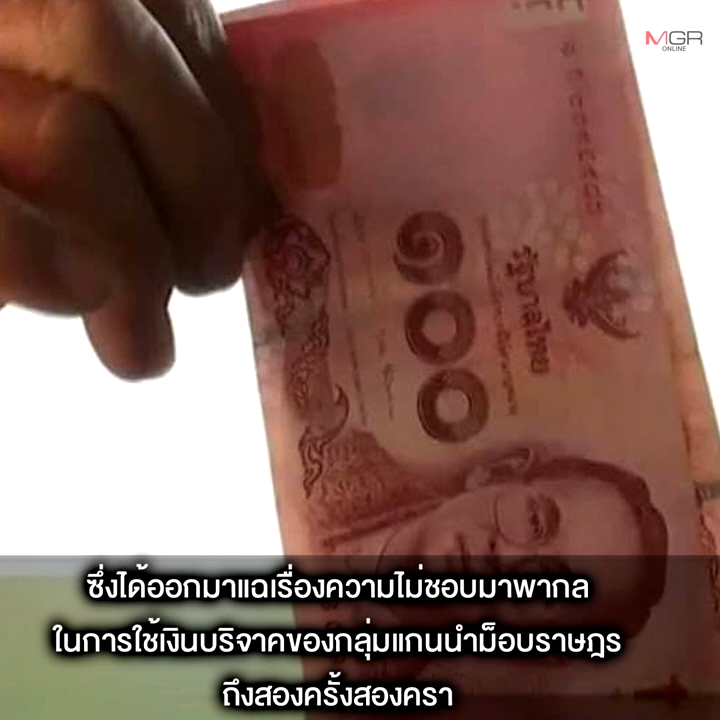 MGR
ONLINE
รัฐบาลไทย
๑๐๐
ซึ่งได้ออกมาแฉเรื่องความไม่ชอบมาพากล
ในการใช้เงินบริจาคของกลุ่มแกนนำม็อบราษฎร
ถึงสองครั้งสองครา